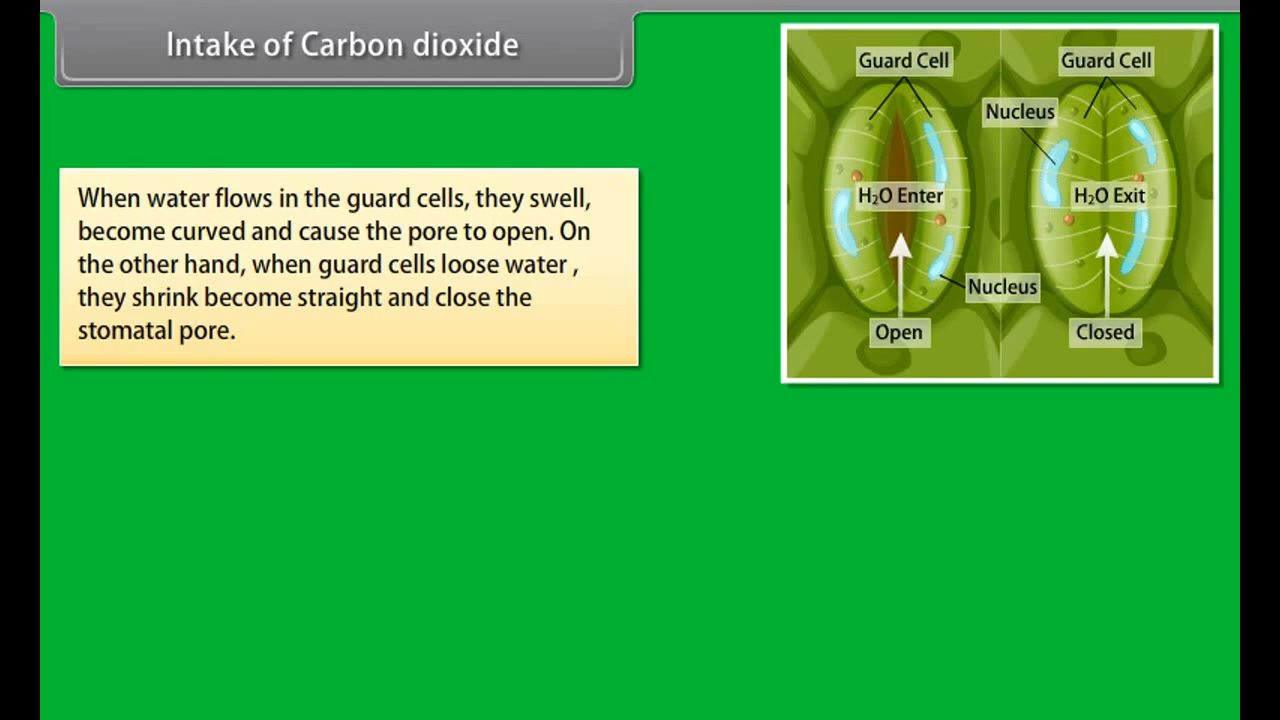 Intake of Carbon dioxide
When water flows in the guard cells, they swell,
become curved and cause the pore to open. On
the other hand, when guard cells loose water ,
they shrink become straight and close the
stomatal pore.
Guard Cell
Guard Cell
Nucleus
H₂O Enter
H₂O Exit
Nucleus
Open
Closed